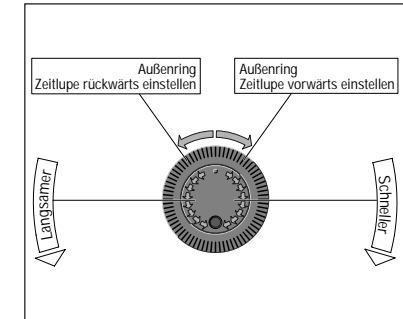 Außenring
Zeitlupe rückwärts einstellen
Außenring
Zeitlupe vorwärts einstellen
Langsamer
Schneller